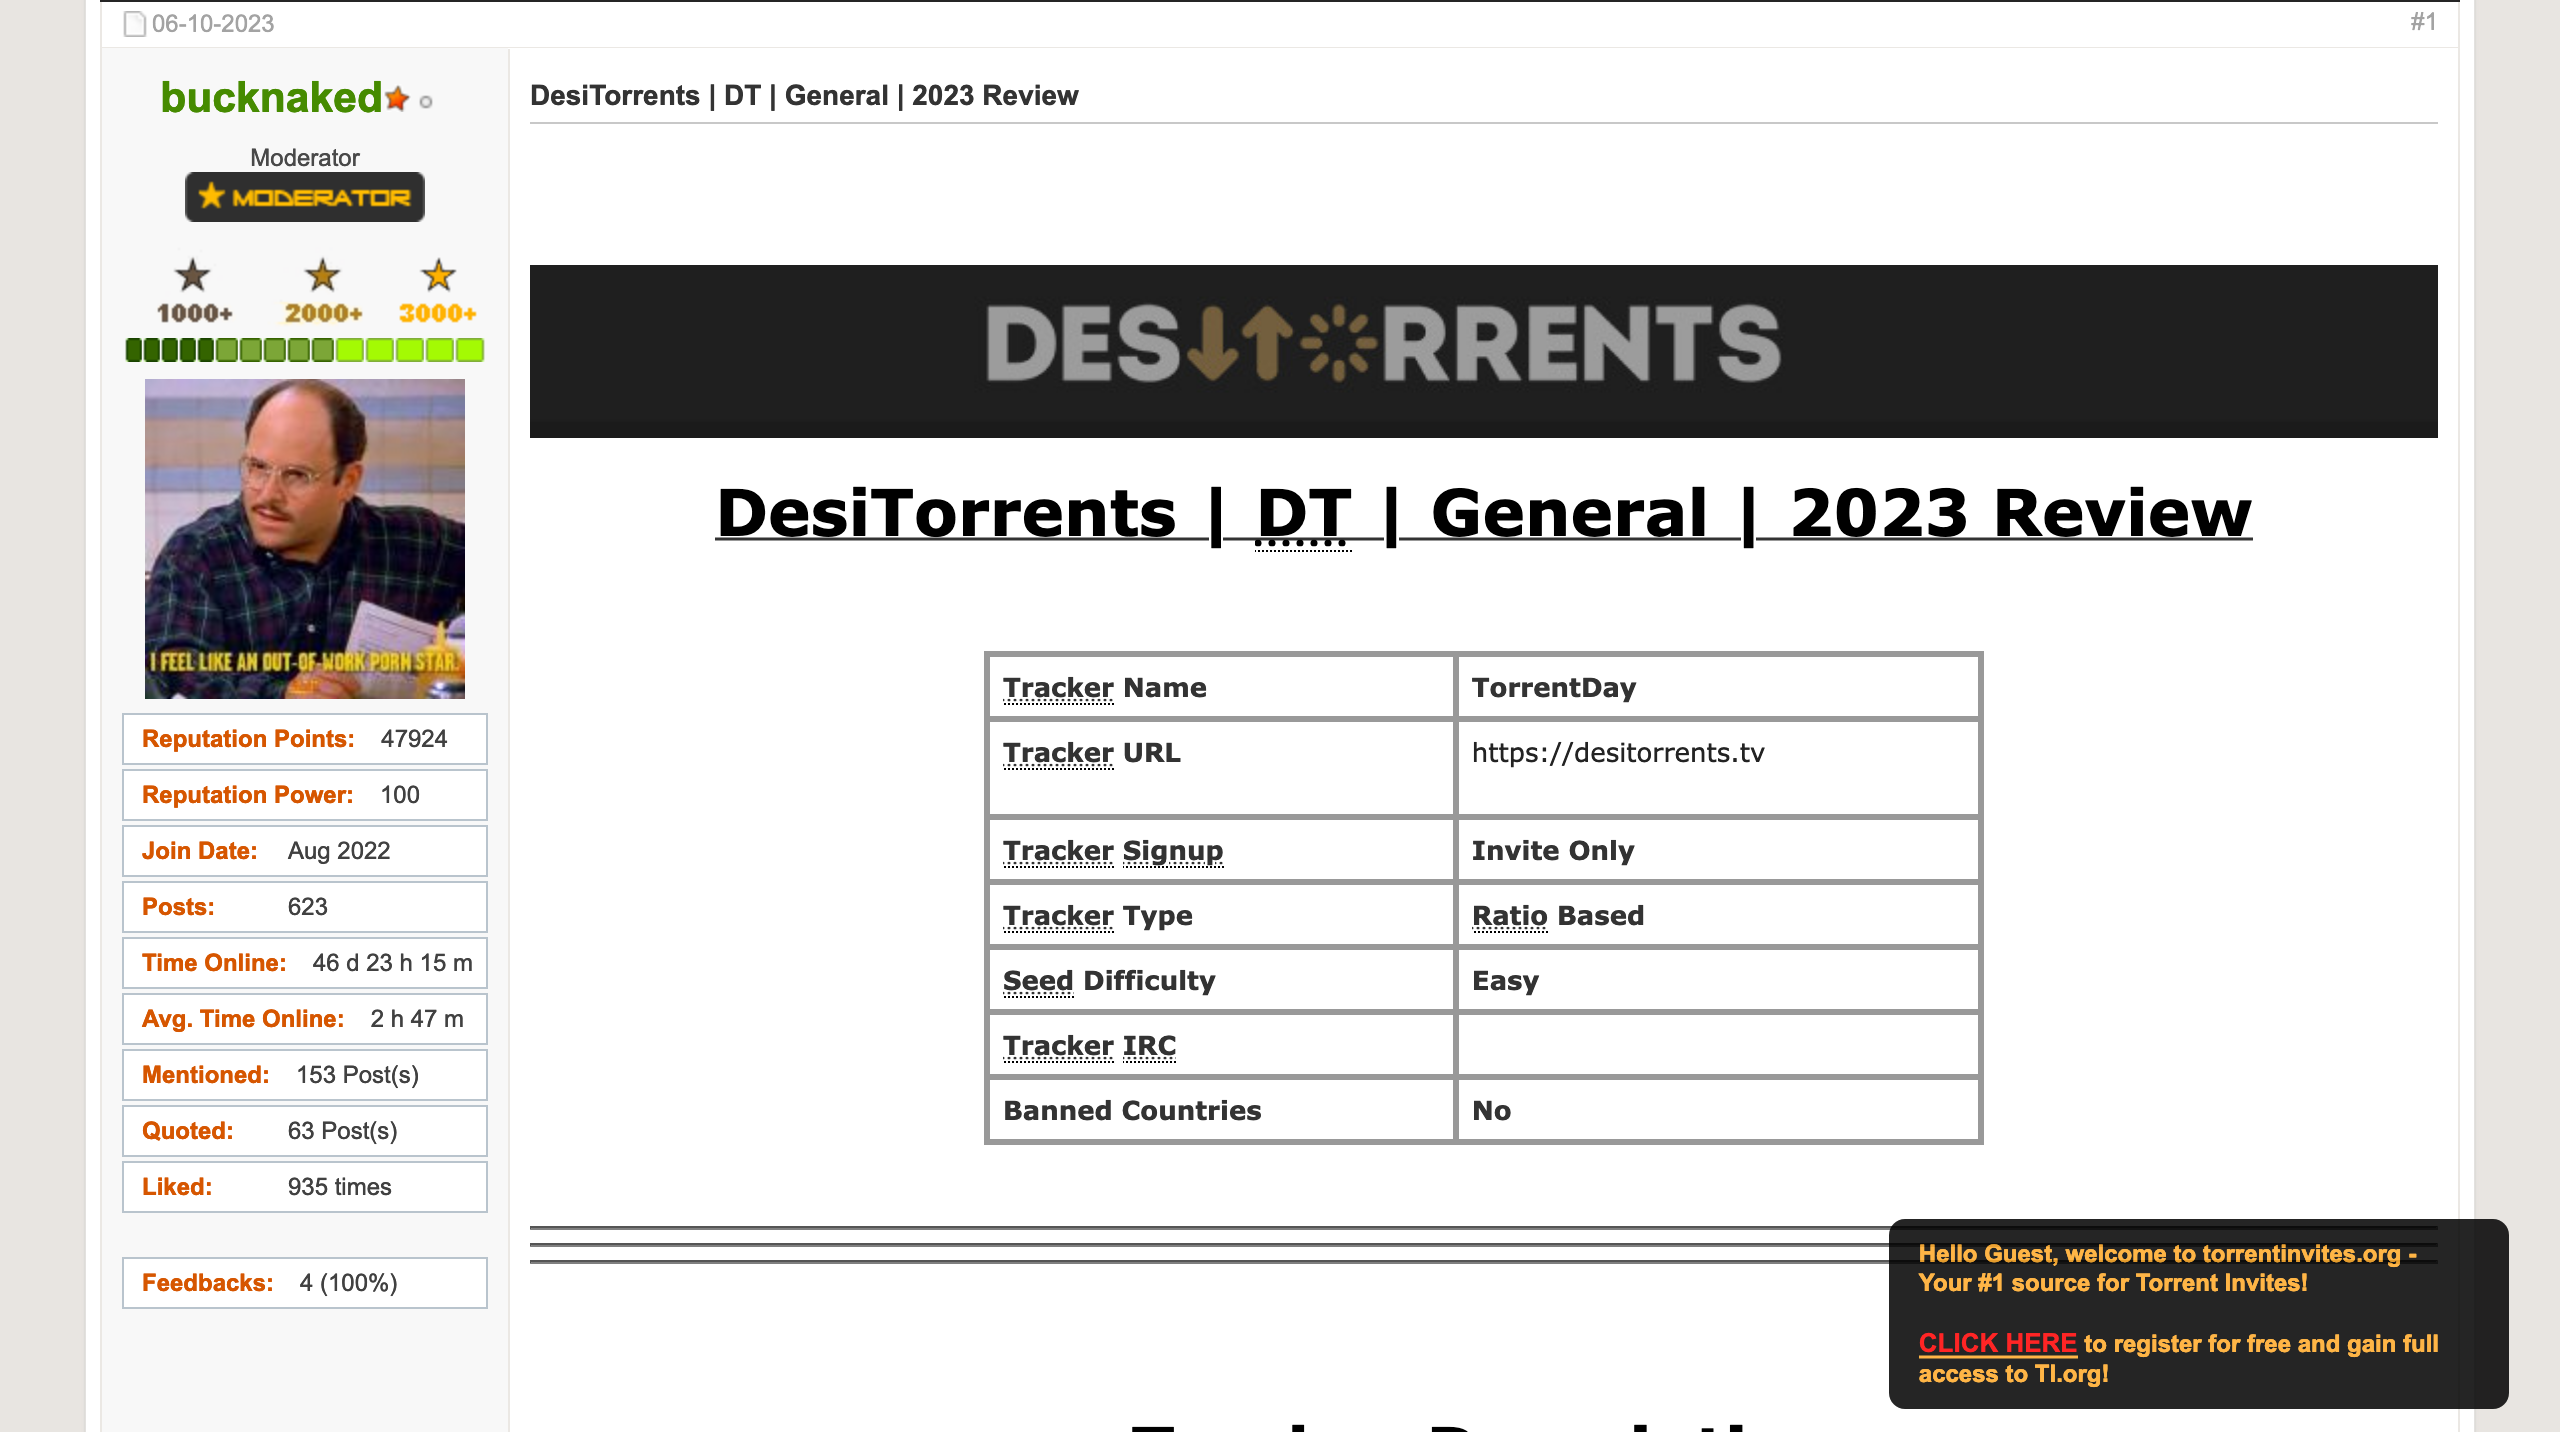 06-10-2023
#1
bucknaked
Moderator
MODERATOR
1000+ 2000+ 3000+
I FEEL LIKE AN OUT-OF-WORK PORN STAR.
Reputation Points: 47924
Reputation Power: 100
Join Date: Aug 2022
Posts: 623
Time Online: 46 d 23 h 15 m
Avg. Time Online: 2 h 47 m
Mentioned: 153 Post(s)
Quoted: 63 Post(s)
Liked: 935 times
Feedbacks: 4 (100%)
DesiTorrents | DT | General | 2023 Review
DESITORRENTS
DesiTorrents | DT | General | 2023 Review
Tracker Name TorrentDay
Tracker URL https://desitorrents.tv
Tracker Signup Invite Only
Tracker Type Ratio Based
Seed Difficulty Easy
Tracker IRC
Banned Countries No
Hello Guest, welcome to torrentinvites.org -
Your #1 source for Torrent Invites!
CLICK HERE to register for free and gain full
access to TI.org!